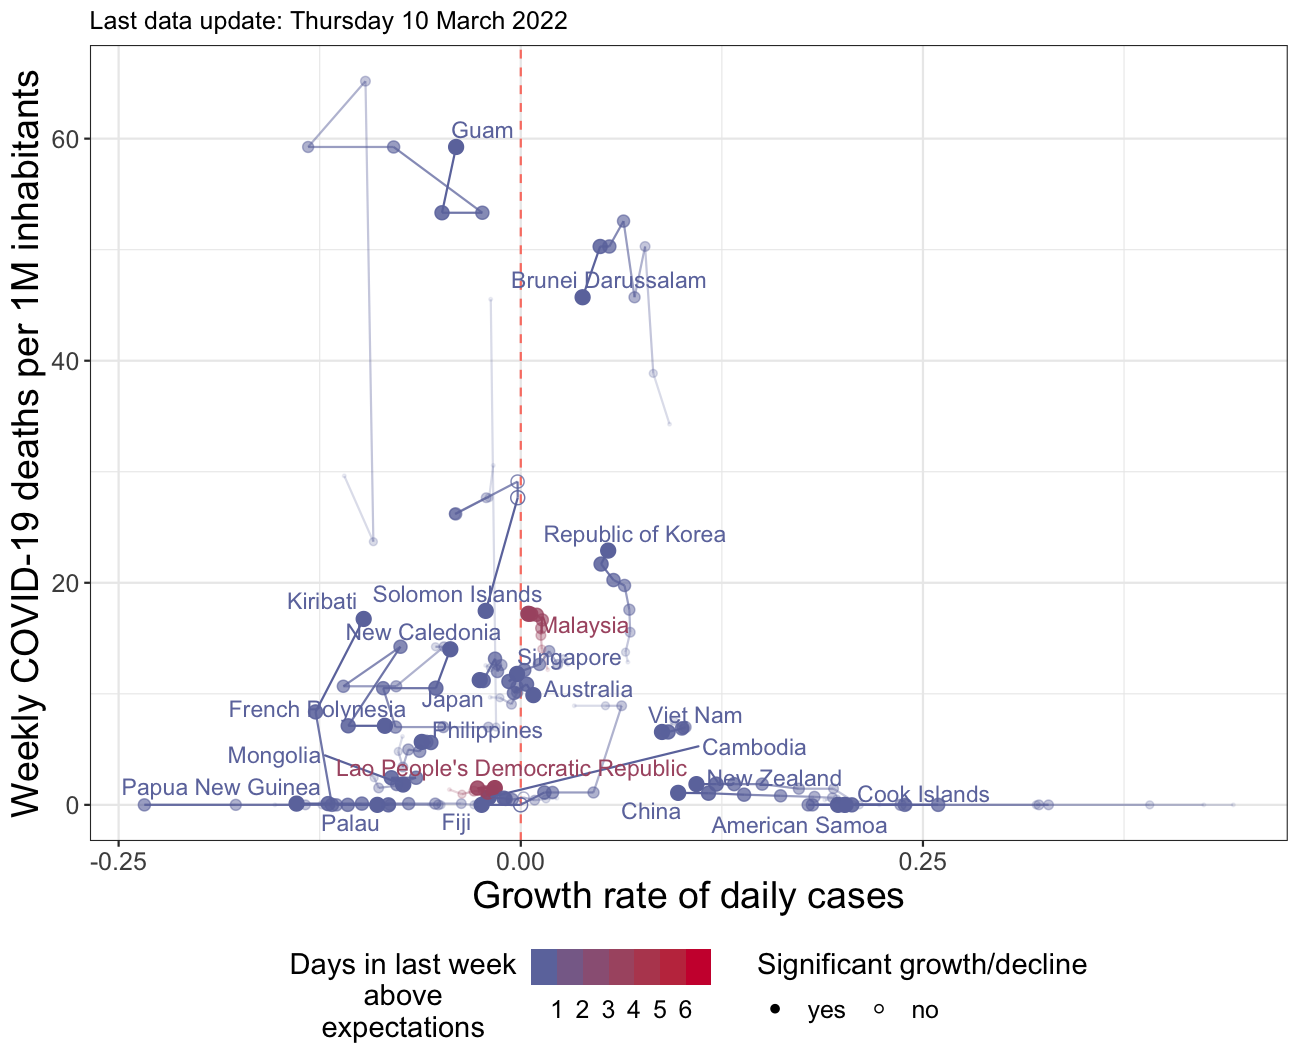 Last data update: Thursday 10 March 2022
Weekly COVID-19 deaths per 1M inhabitants
60
40
20
0
Guam
Brunei Darussalam
Republic of Korea
Kiribati
Solomon Islands
Malaysia
New Caledonia
Singapore
Japan
Australia
French Polynesia
Viet Nam
Philippines
Mongolia
Cambodia
Lao People's Democratic Republic
New Zealand
Papua New Guinea
Cook Islands
China
Palau
Fiji
American Samoa
-0.25
0.00
0.25
Growth rate of daily cases
Days in last week
above
expectations
1 2 3 4 5 6
Significant growth/decline
yes
no